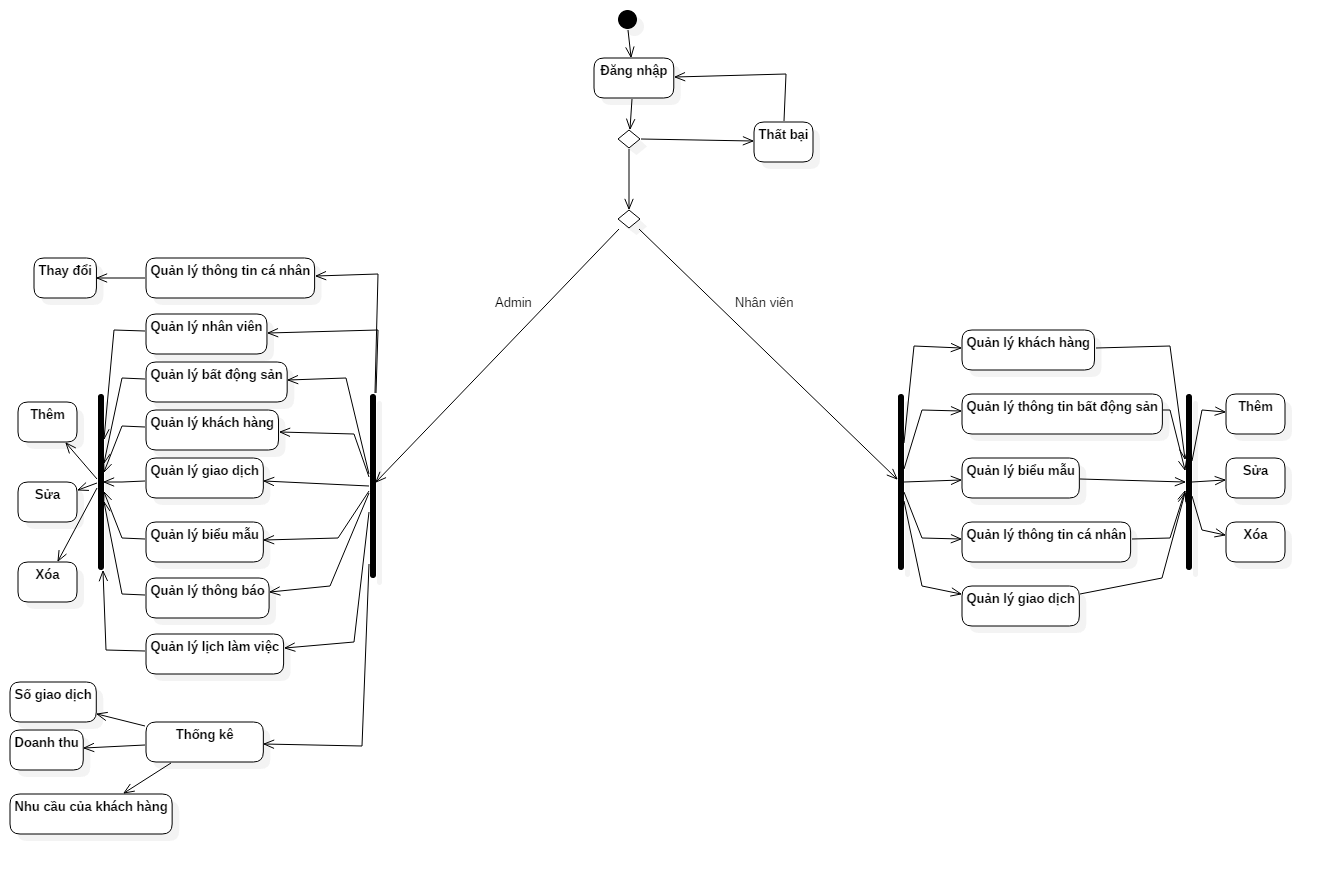 Đăng nhập
Thất bại
Admin
Nhân viên
Thay đổi
Quản lý thông tin cá nhân
Quản lý nhân viên
Quản lý bất động sản
Quản lý khách hàng
Quản lý giao dịch
Quản lý biểu mẫu
Quản lý thông báo
Quản lý lịch làm việc
Thêm
Sửa
Xóa
Số giao dịch
Doanh thu
Thống kê
Nhu cầu của khách hàng
Quản lý khách hàng
Quản lý thông tin bất động sản
Quản lý biểu mẫu
Quản lý thông tin cá nhân
Quản lý giao dịch
Thêm
Sửa
Xóa